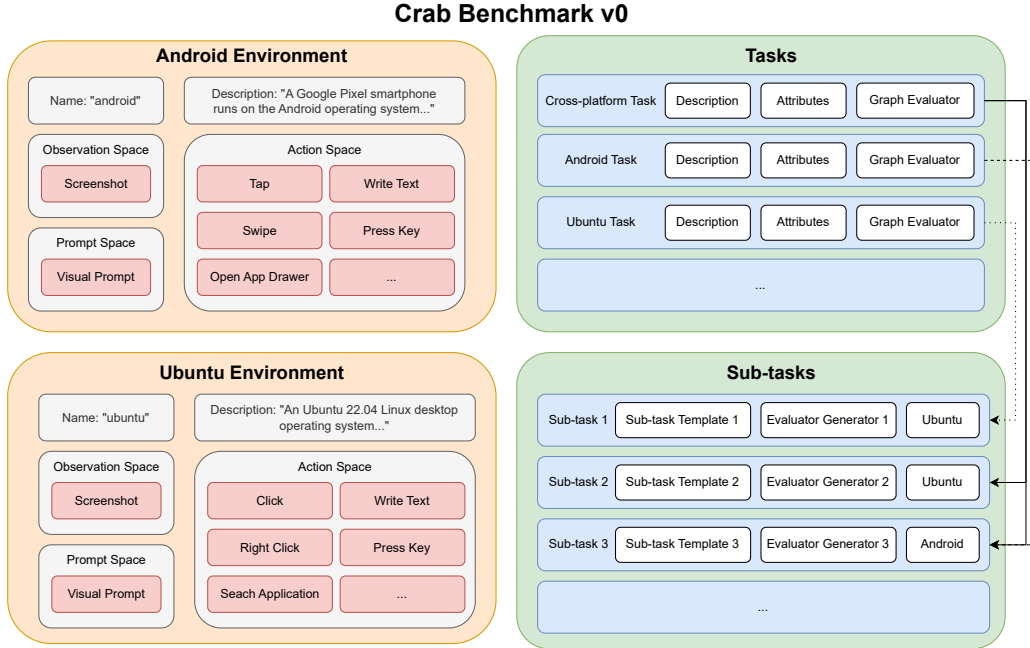 Crab Benchmark v0
Android Environment
Name: "android"
Description: "A Google Pixel smartphone
runs on the Android operating system..."
Observation Space
Screenshot
Prompt Space
Visual Prompt
Action Space
Tap
Write Text
Swipe
Press Key
Open App Drawer
...
Tasks
Cross-platform Task
Description
Attributes
Graph Evaluator
Android Task
Description
Attributes
Graph Evaluator
Ubuntu Task
Description
Attributes
Graph Evaluator
...
Ubuntu Environment
Name: "ubuntu"
Description: "An Ubuntu 22.04 Linux desktop
operating system..."
Observation Space
Screenshot
Prompt Space
Visual Prompt
Action Space
Click
Write Text
Right Click
Press Key
Seach Application
...
Sub-tasks
Sub-task 1
Sub-task Template 1
Evaluator Generator 1
Ubuntu
Sub-task 2
Sub-task Template 2
Evaluator Generator 2
Ubuntu
Sub-task 3
Sub-task Template 3
Evaluator Generator 3
Android
...